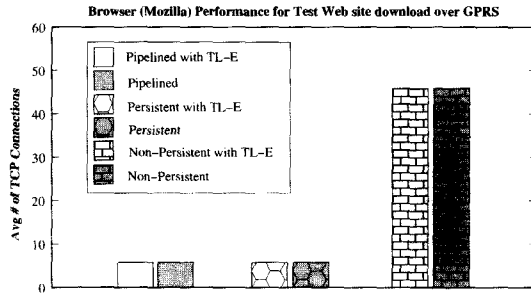 Browser (Mozilla) Performance for Test Web site download over GPRS
Avg # of TCP Connections
60
50
40
30
20
10
0
Pipelined with TL-E
Pipelined
Persistent with TL-E
Persistent
Non-Persistent with TL-E
Non-Persistent